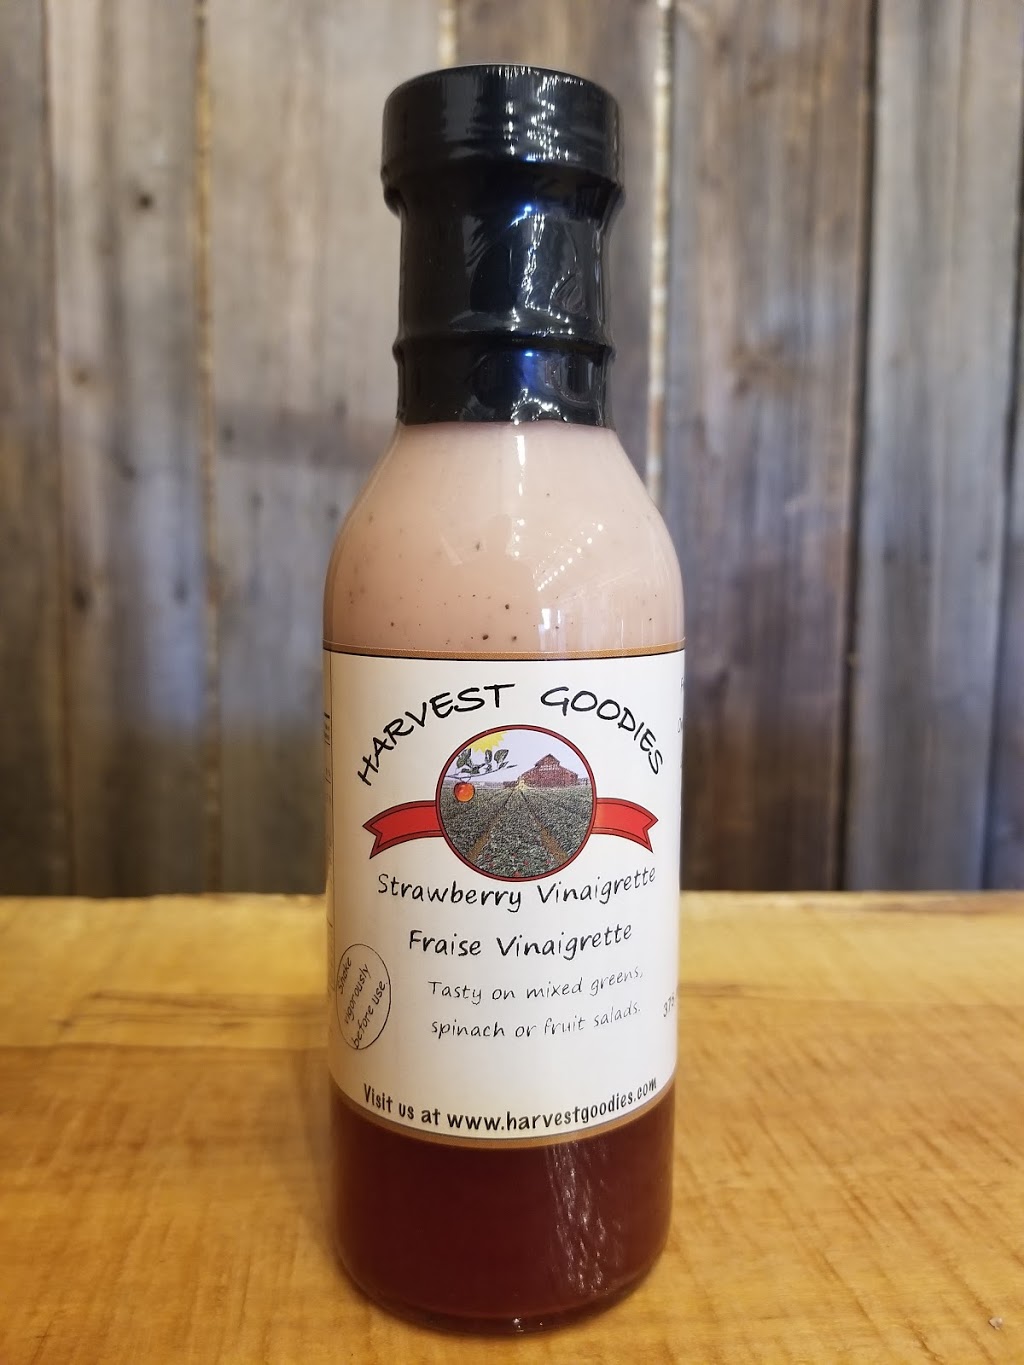 HARVEST GOODIES
Strawberry Vinaigrette
Fraise Vinaigrette
Tasty on mixed greens,
spinach or fruit salads.
Shake
vigorously
before use.
Visit us at www.harvestgoodies.com